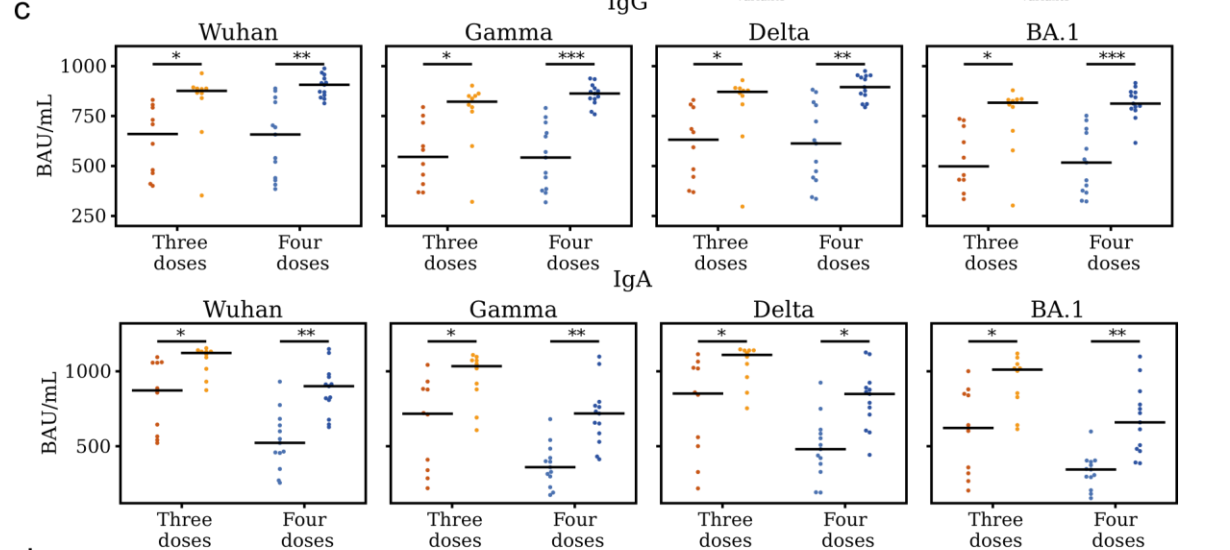 c
IgG
Wuhan Gamma Delta BA.1
* ** * *** * ** * ***
1000
750
500
250
BAU/mL
Three doses Four doses Three doses Four doses Three doses Four doses Three doses Four doses
IgA
Wuhan Gamma Delta BA.1
* ** * ** * * * **
1000
500
BAU/mL
Three doses Four doses Three doses Four doses Three doses Four doses Three doses Four doses